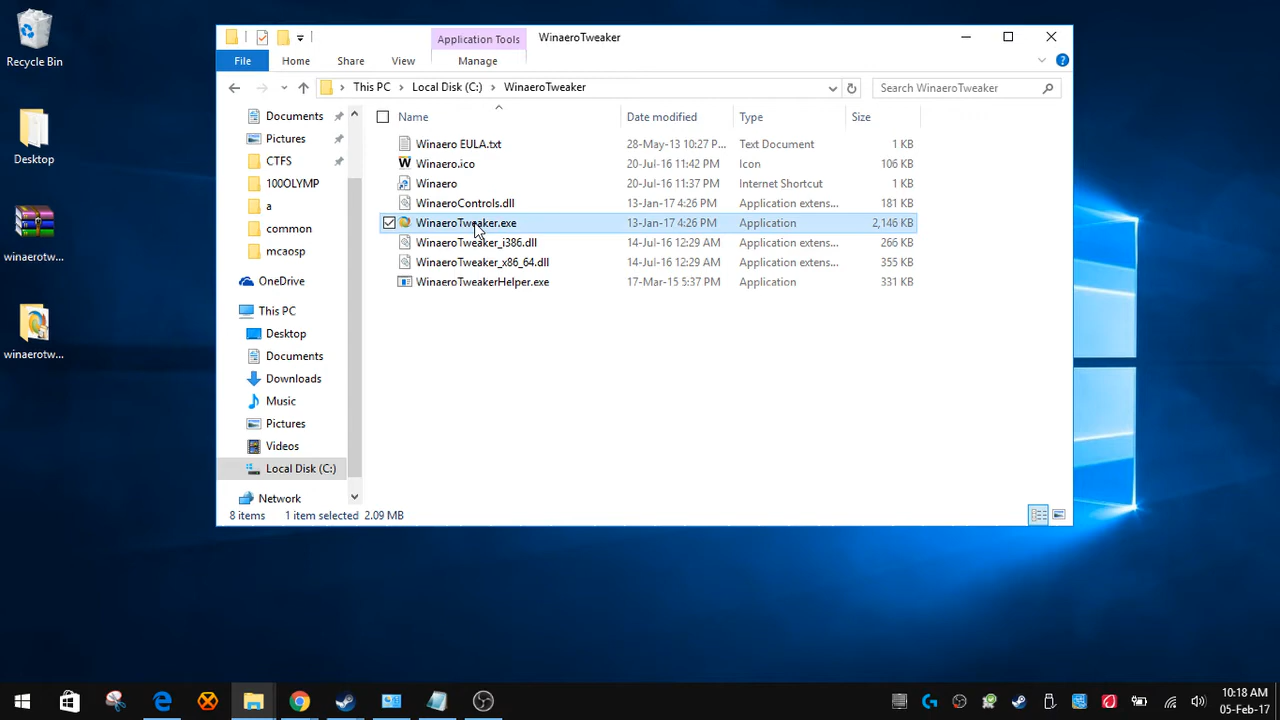 Recycle Bin
Desktop
winaerotw...
winaerotw...
Application Tools
WinaeroTweaker
File
Home
Share
View
Manage
This PC
Local Disk (C:)
WinaeroTweaker
Search WinaeroTweaker
Documents
Pictures
CTFS
100OLYMP
a
common
mcaosp
OneDrive
This PC
Desktop
Documents
Downloads
Music
Pictures
Videos
Local Disk (C:)
Network
Name Date modified Type Size
Winaero EULA.txt 28-May-13 10:27 P... Text Document 1 KB
Winaero.ico 20-Jul-16 11:42 PM Icon 106 KB
Winaero 20-Jul-16 11:37 PM Internet Shortcut 1 KB
WinaeroControls.dll 13-Jan-17 4:26 PM Application extens... 181 KB
WinaeroTweaker.exe 13-Jan-17 4:26 PM Application 2,146 KB
WinaeroTweaker_i386.dll 14-Jul-16 12:29 AM Application extens... 266 KB
WinaeroTweaker_x86_64.dll 14-Jul-16 12:29 AM Application extens... 355 KB
WinaeroTweakerHelper.exe 17-Mar-15 5:37 PM Application 331 KB
8 items 1 item selected 2.09 MB
10:18 AM
05-Feb-17